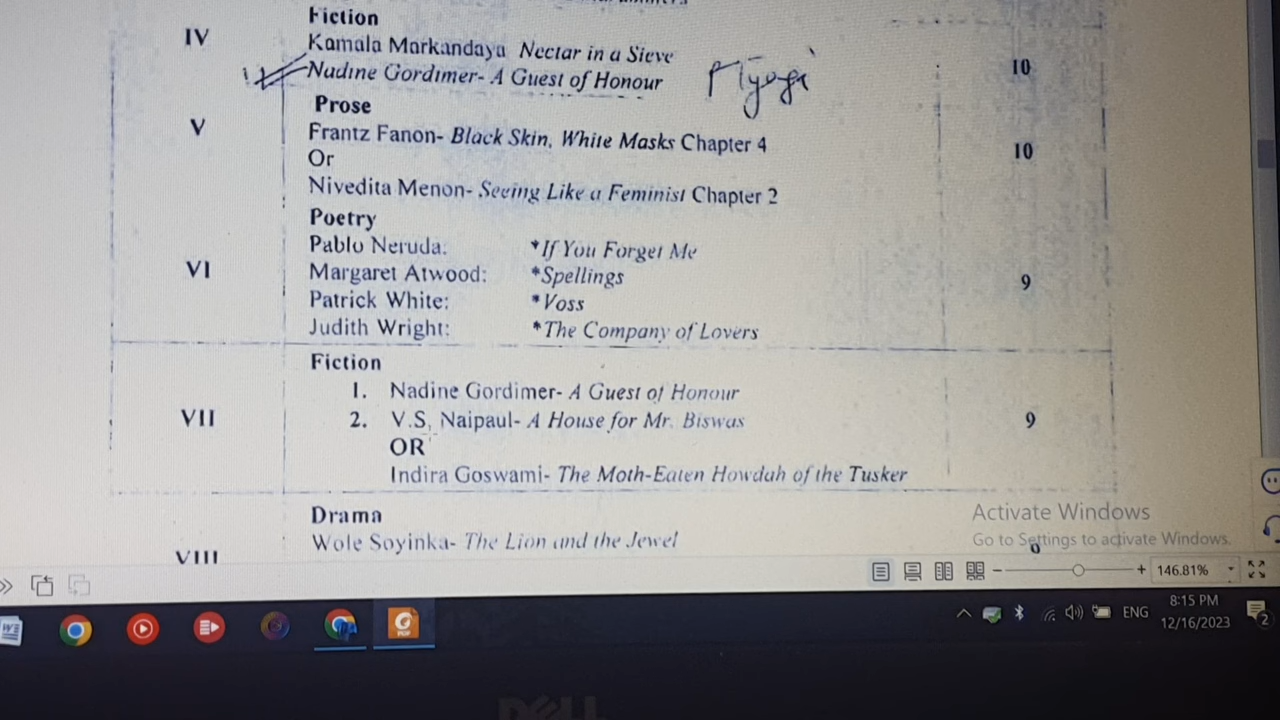 Fiction
IV Kamala Markandaya Nectar in a Sieve
Nadine Gordimer- A Guest of Honour 10
Prose
V Frantz Fanon- Black Skin, White Masks Chapter 4 10
Or
Nivedita Menon- Seeing Like a Feminist Chapter 2
Poetry
Pablo Neruda: *If You Forget Me
VI Margaret Atwood: *Spellings 9
Patrick White: *Voss
Judith Wright: *The Company of Lovers
Fiction
1. Nadine Gordimer- A Guest of Honour
VII 2. V.S. Naipaul- A House for Mr. Biswas 9
OR
Indira Goswami- The Moth-Eaten Howdah of the Tusker
Drama
Wole Soyinka- The Lion and the Jewel
VIII
Activate Windows
Go to Settings to activate Windows.
146.81%
ENG 8:15 PM
12/16/2023 2
DELL